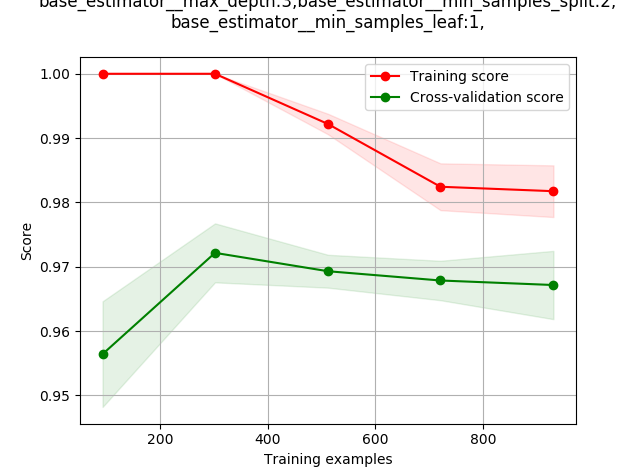 base_estimator__max_depth:3,base_estimator__min_samples_split:2,
base_estimator__min_samples_leaf:1,
1.00
0.99
0.98
0.97
0.96
0.95
Score
Training score
Cross-validation score
200
400
600
800
Training examples